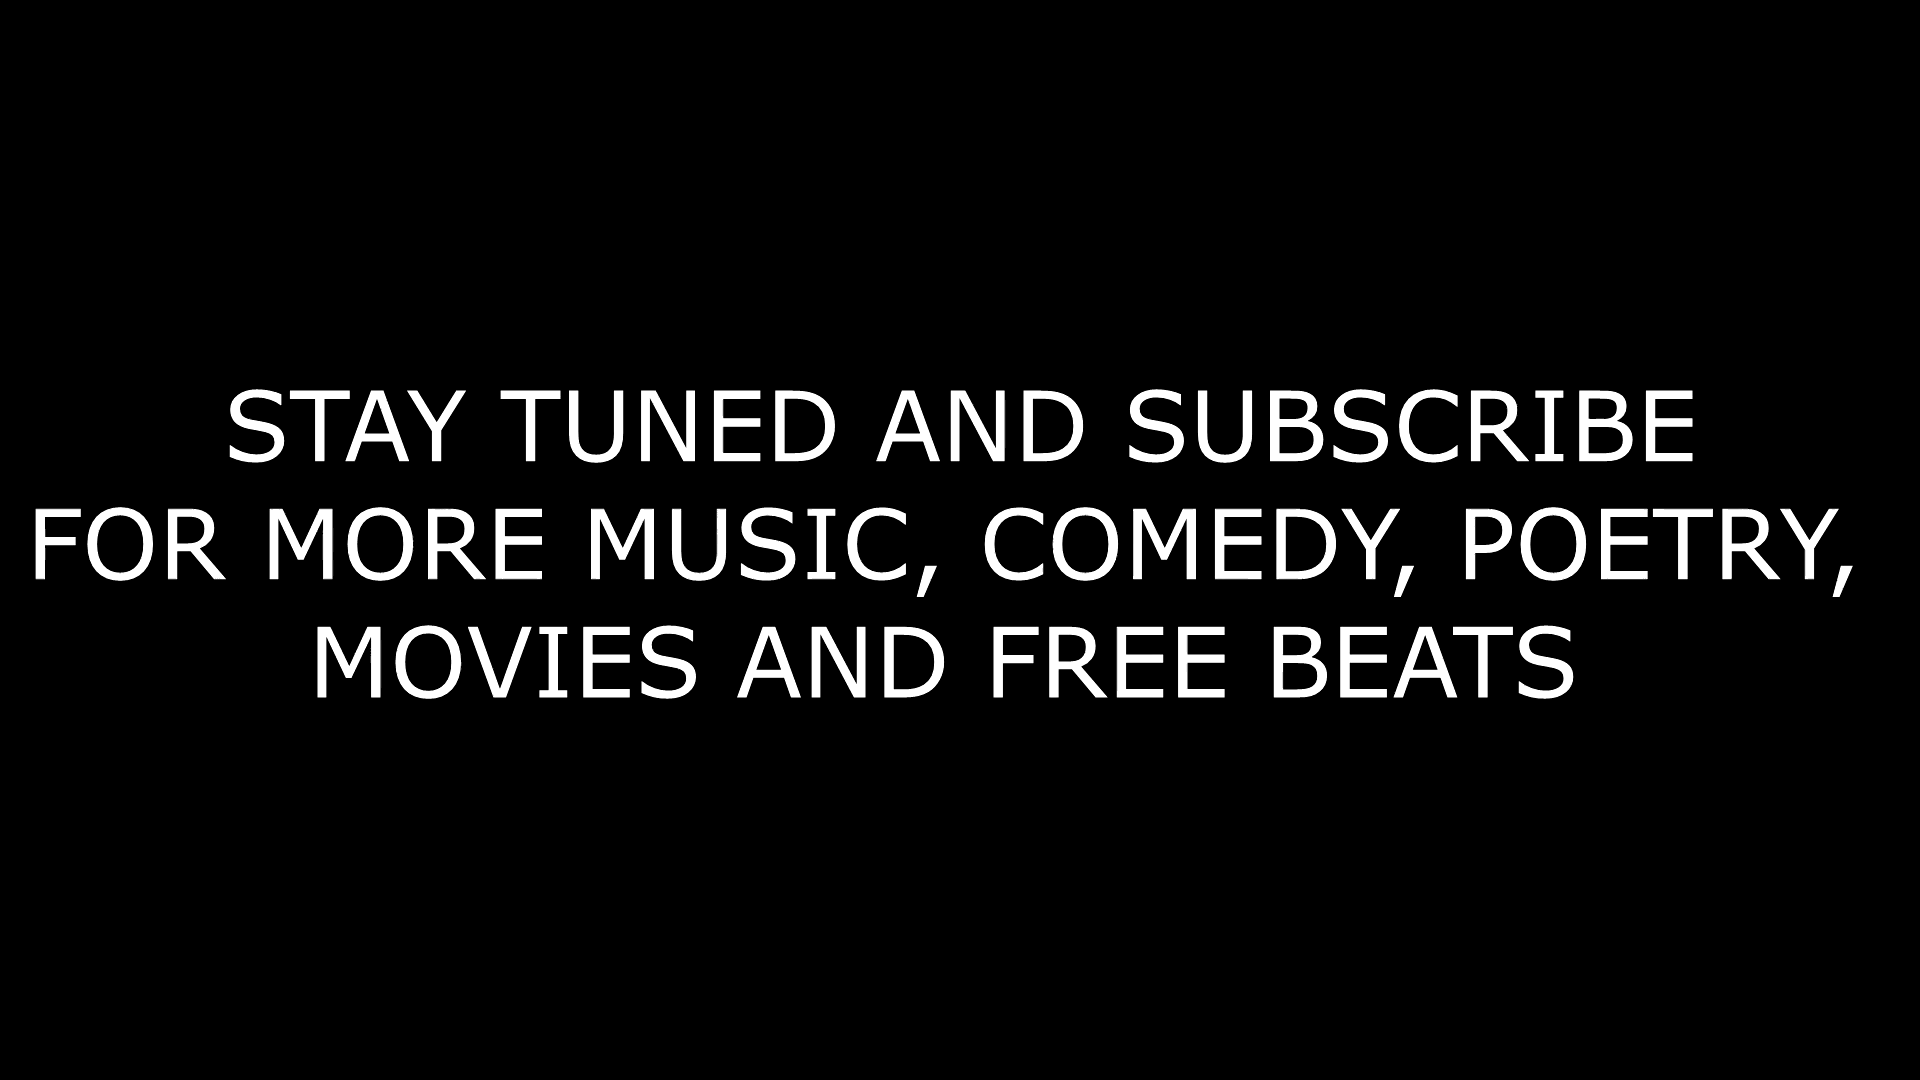 STAY TUNED AND SUBSCRIBE
FOR MORE MUSIC, COMEDY, POETRY,
MOVIES AND FREE BEATS